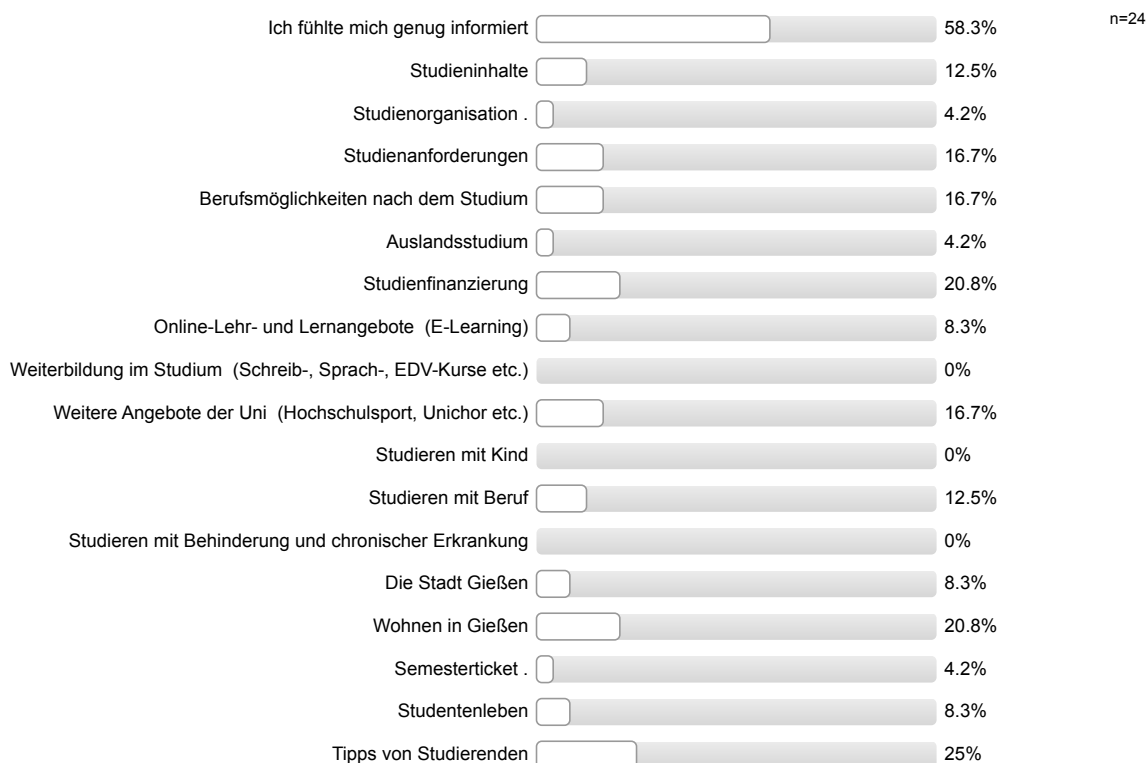 Ich fühlte mich genug informiert 58.3% n=24
Studieninhalte 12.5%
Studienorganisation . 4.2%
Studienanforderungen 16.7%
Berufsmöglichkeiten nach dem Studium 16.7%
Auslandsstudium 4.2%
Studienfinanzierung 20.8%
Online-Lehr- und Lernangebote (E-Learning) 8.3%
Weiterbildung im Studium (Schreib-, Sprach-, EDV-Kurse etc.) 0%
Weitere Angebote der Uni (Hochschulsport, Unichor etc.) 16.7%
Studieren mit Kind 0%
Studieren mit Beruf 12.5%
Studieren mit Behinderung und chronischer Erkrankung 0%
Die Stadt Gießen 8.3%
Wohnen in Gießen 20.8%
Semesterticket . 4.2%
Studentenleben 8.3%
Tipps von Studierenden 25%